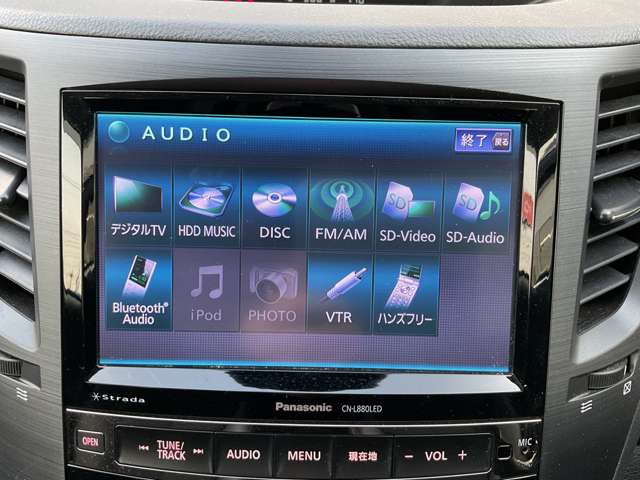 AUDIO
終了 戻る
デジタルTV HDD MUSIC DISC FM/AM SD-Video SD-Audio
Bluetooth® Audio iPod PHOTO VTR ハンズフリー
Strada Panasonic CN-L880LED
OPEN TUNE/TRACK AUDIO MENU 現在地 - VOL + MIC